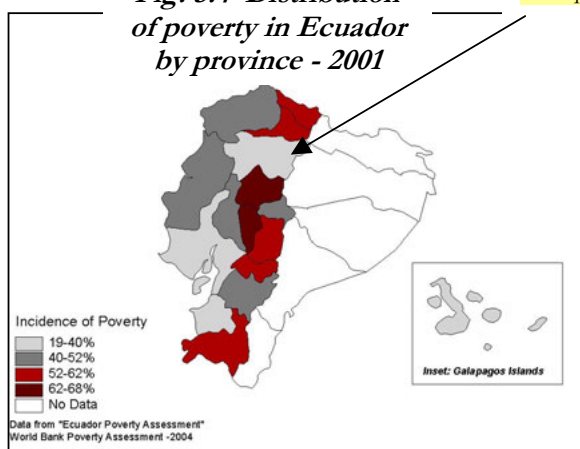 of poverty in Ecuador
by province - 2001
Incidence of Poverty
19-40%
40-52%
52-62%
62-68%
No Data
Inset: Galapagos Islands
Data from "Ecuador Poverty Assessment"
World Bank Poverty Assessment -2004